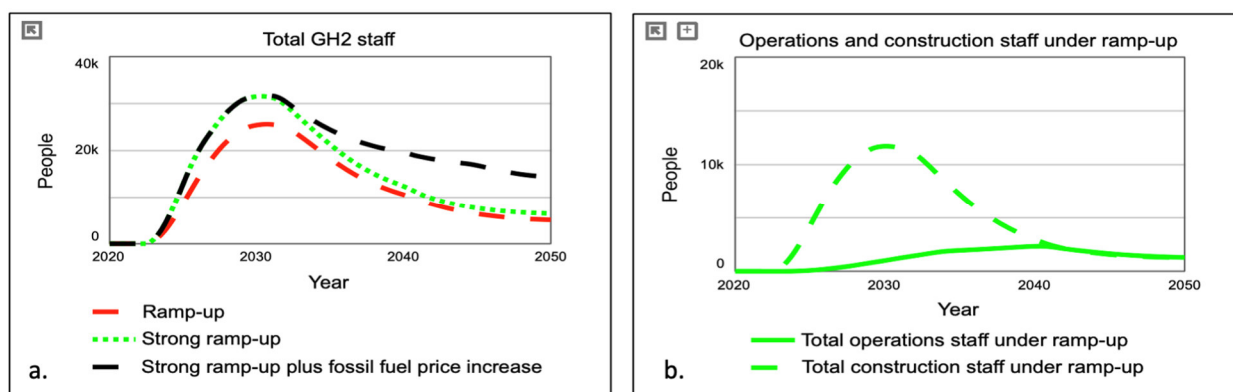 Total GH2 staff
40k
20k
0
People
2020
2030
2040
2050
Year
Ramp-up
Strong ramp-up
Strong ramp-up plus fossil fuel price increase
a.
Operations and construction staff under ramp-up
20k
10k
0
People
2020
2030
2040
2050
Year
Total operations staff under ramp-up
Total construction staff under ramp-up
b.